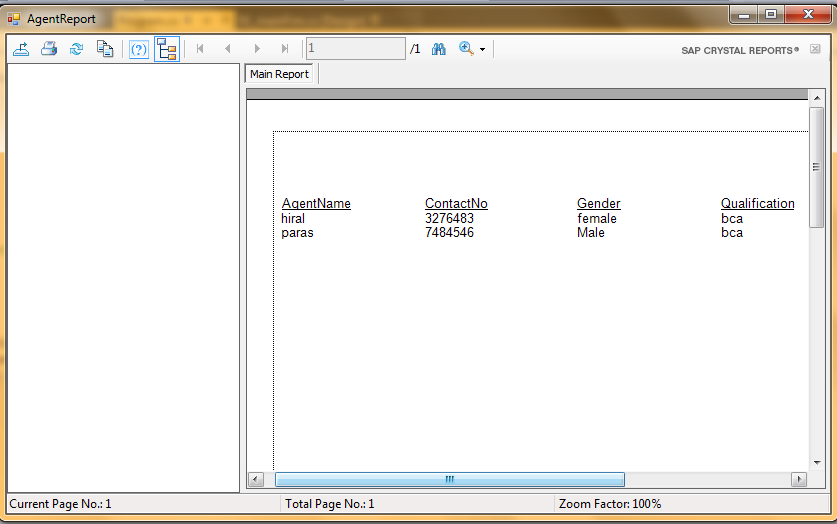 AgentReport
(?) 1 /1 SAP CRYSTAL REPORTS®
Main Report
AgentName ContactNo Gender Qualification
hiral 3276483 female bca
paras 7484546 Male bca
Current Page No.: 1 Total Page No.: 1 Zoom Factor: 100%